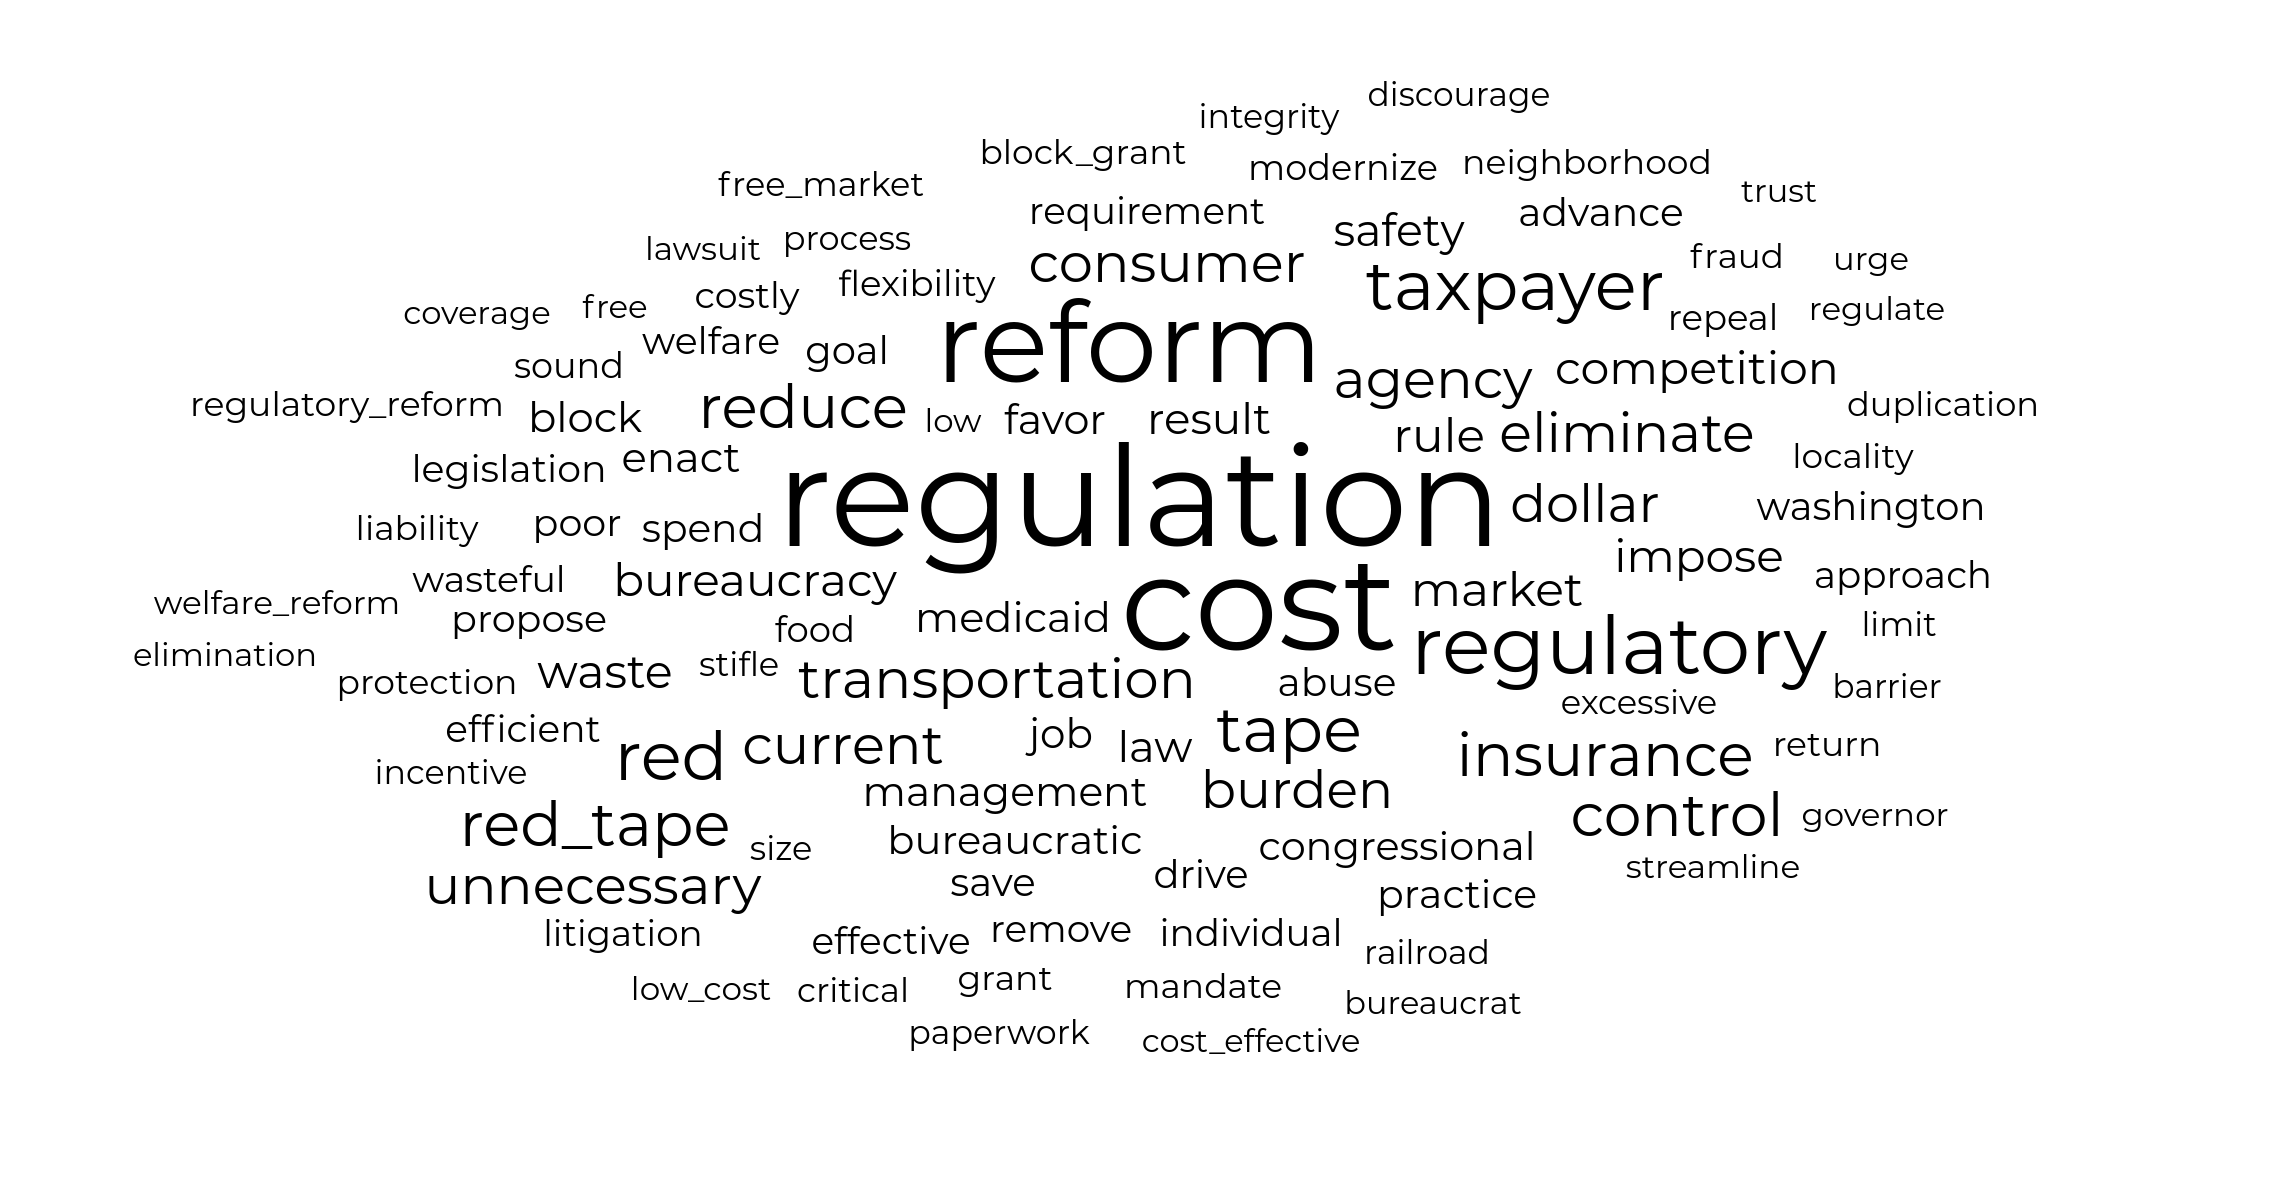 discourage
integrity
block_grant
modernize neighborhood
free_market
trust
requirement
safety advance
lawsuit process
consumer
fraud urge
flexibility
taxpayer
coverage free costly
repeal regulate
welfare goal
reform
sound
agency competition
regulatory_reform block reduce low favor result
duplication
rule eliminate
legislation enact
locality
regulation
dollar washington
liability poor spend
impose
wasteful bureaucracy
market approach
welfare_reform propose
food medicaid cost
limit
regulatory
elimination
protection waste stifle transportation abuse
barrier
excessive
efficient
red current job law tape
insurance return
incentive
management burden
red_tape size bureaucratic congressional
control governor
streamline
unnecessary save drive practice
litigation effective remove individual
railroad
low_cost critical grant mandate
bureaucrat
paperwork cost_effective